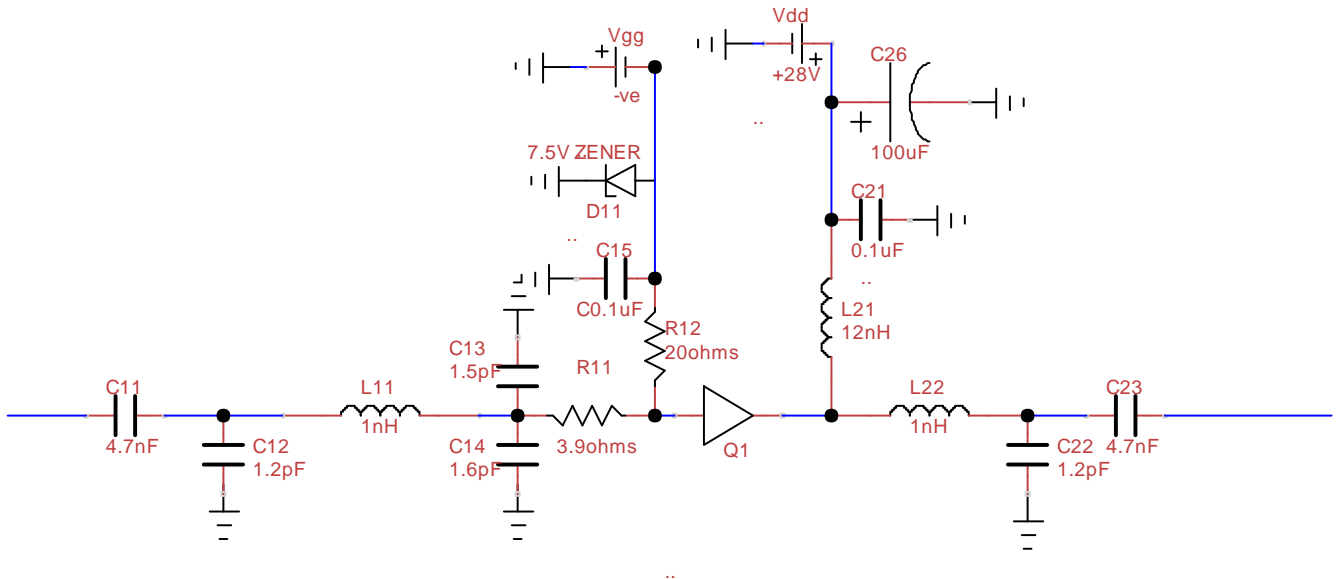 Vdd
Vgg
+28V
C26
-ve
100uF
7.5V ZENER
D11
C21
0.1uF
C15
C0.1uF
L21
12nH
R12
20ohms
C13
1.5pF
R11
C11
4.7nF
L11
1nH
C12
1.2pF
C14
1.6pF
3.9ohms
Q1
L22
1nH
C23
4.7nF
C22
1.2pF